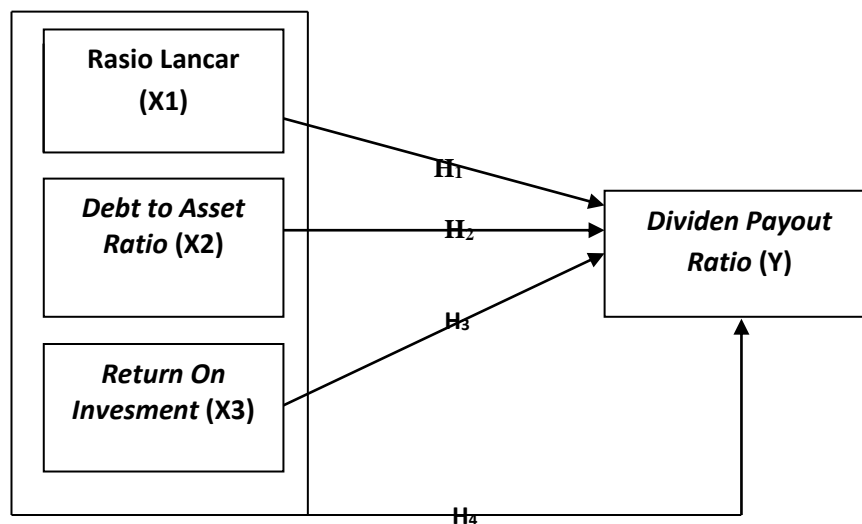 Rasio Lancar
(X1)
H₁
Debt to Asset
Ratio (X2)
H₂
Dividen Payout
Ratio (Y)
H₃
Return On
Invesment (X3)
H₄